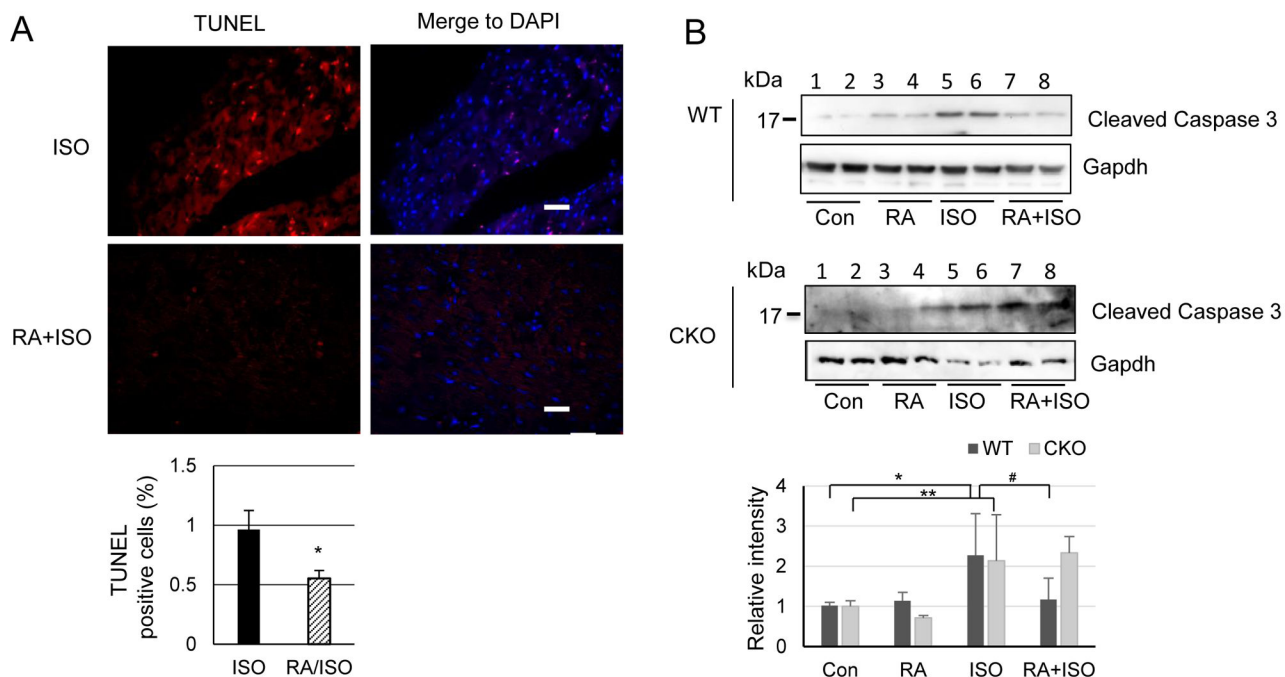 A
TUNEL
Merge to DAPI
ISO
RA+ISO
1.5
1
0.5
0
TUNEL
positive cells (%)
*
ISO
RA/ISO
B
kDa
1 2 3 4 5 6 7 8
WT
17
Cleaved Caspase 3
Gapdh
Con
RA
ISO
RA+ISO
kDa
1 2 3 4 5 6 7 8
CKO
17
Cleaved Caspase 3
Gapdh
Con
RA
ISO
RA+ISO
WT
CKO
4
3
2
1
0
Relative intensity
*
**
#
Con
RA
ISO
RA+ISO